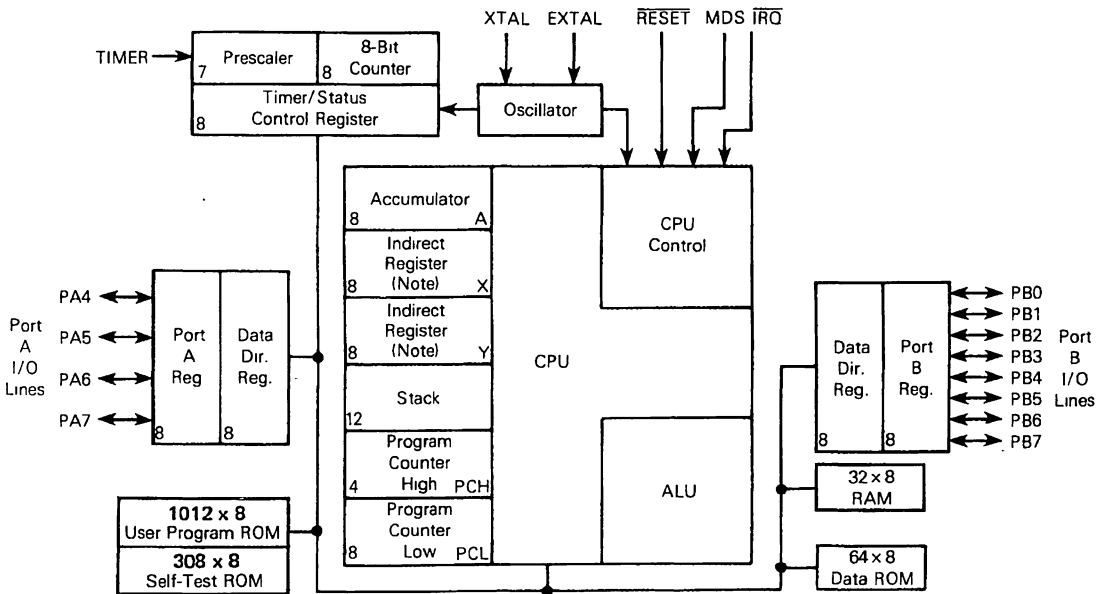 XTAL EXTAL RESET MDS IRQ
TIMER
Prescaler
7
8-Bit
Counter
8
Timer/Status
Control Register
8
Oscillator
Accumulator
8 A
Indirect
Register
(Note)
8 X
Indirect
Register
(Note)
8 Y
Stack
12
Program
Counter
High
4 PCH
Program
Counter
Low
8 PCL
CPU
CPU
Control
ALU
Port
A
I/O
Lines
PA4
PA5
PA6
PA7
Port
A
Reg
8
Data
Dir.
Reg.
8
1012 x 8
User Program ROM
308 x 8
Self-Test ROM
Data
Dir.
Reg.
8
Port
B
Reg.
8
PB0
PB1
PB2
PB3
PB4
PB5
PB6
PB7
Port
B
I/O
Lines
32 x 8
RAM
64 x 8
Data ROM